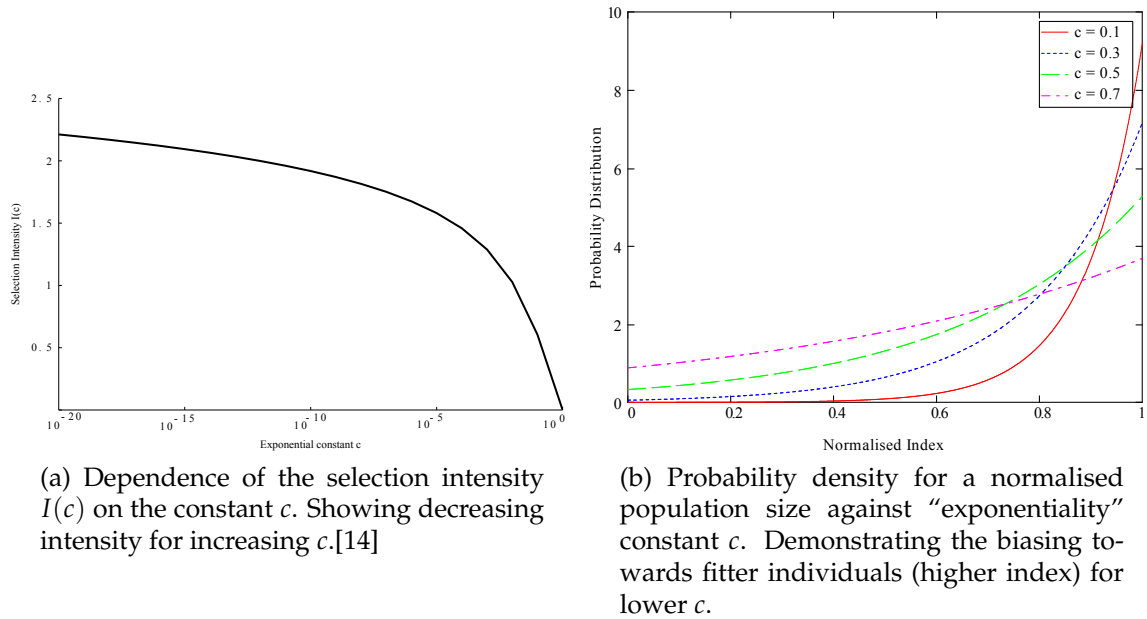 2. 5
2
1. 5
1
0. 5
Selection Intensity I(c)
10⁻²⁰
10⁻¹⁵
10⁻¹⁰
10⁻⁵
10⁰
Exponential constant c
(a) Dependence of the selection intensity
I(c) on the constant c. Showing decreasing
intensity for increasing c.[14]
10
8
6
4
2
0
Probability Distribution
c = 0.1
c = 0.3
c = 0.5
c = 0.7
0
0.2
0.4
0.6
0.8
1
Normalised Index
(b) Probability density for a normalised
population size against “exponentiality”
constant c. Demonstrating the biasing to-
wards fitter individuals (higher index) for
lower c.